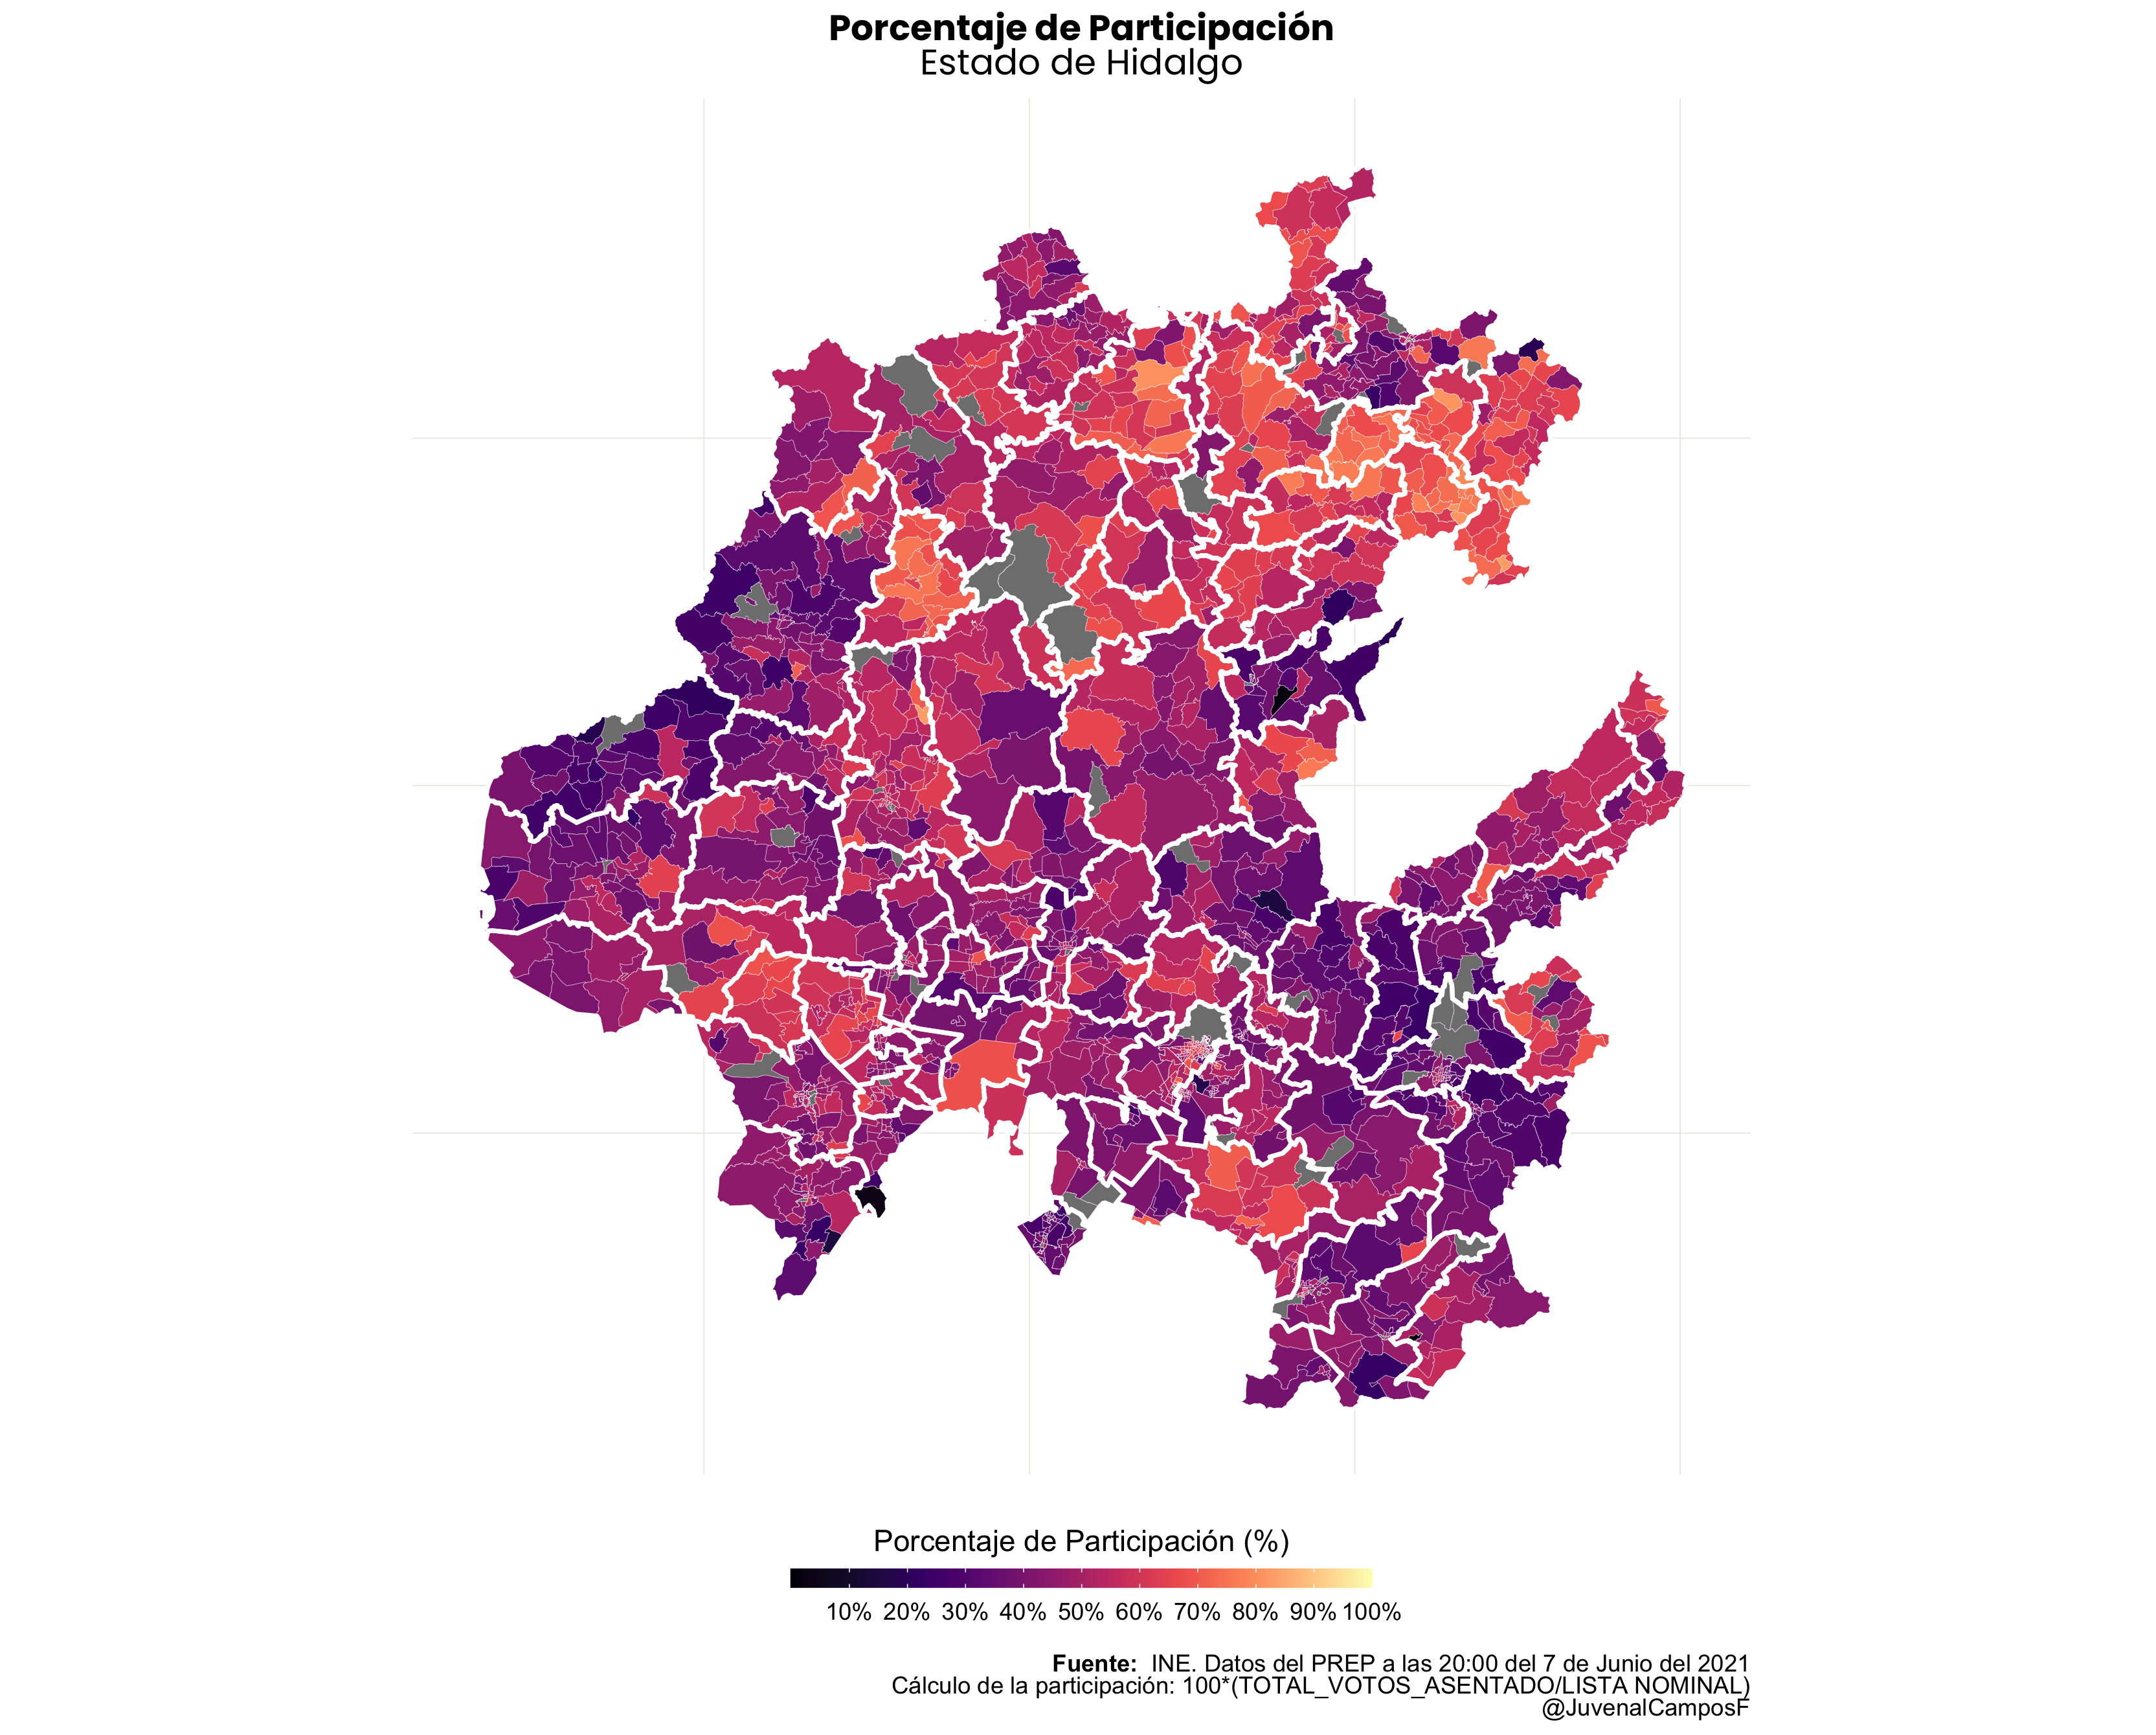 Porcentaje de Participación
Estado de Hidalgo
Porcentaje de Participación (%)
10% 20% 30% 40% 50% 60% 70% 80% 90% 100%
Fuente: INE. Datos del PREP a las 20:00 del 7 de Junio del 2021
Cálculo de la participación: 100*(TOTAL_VOTOS_ASENTADO/LISTA NOMINAL)
@JuvenalCamposF